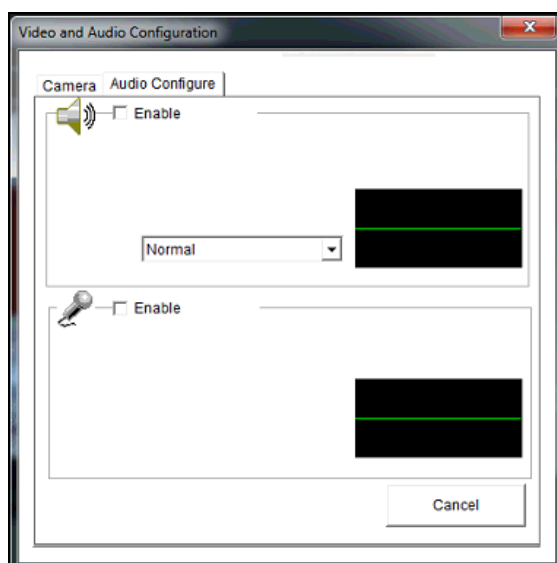 Video and Audio Configuration
Camera
Audio Configure
Enable
Normal
Enable
Cancel